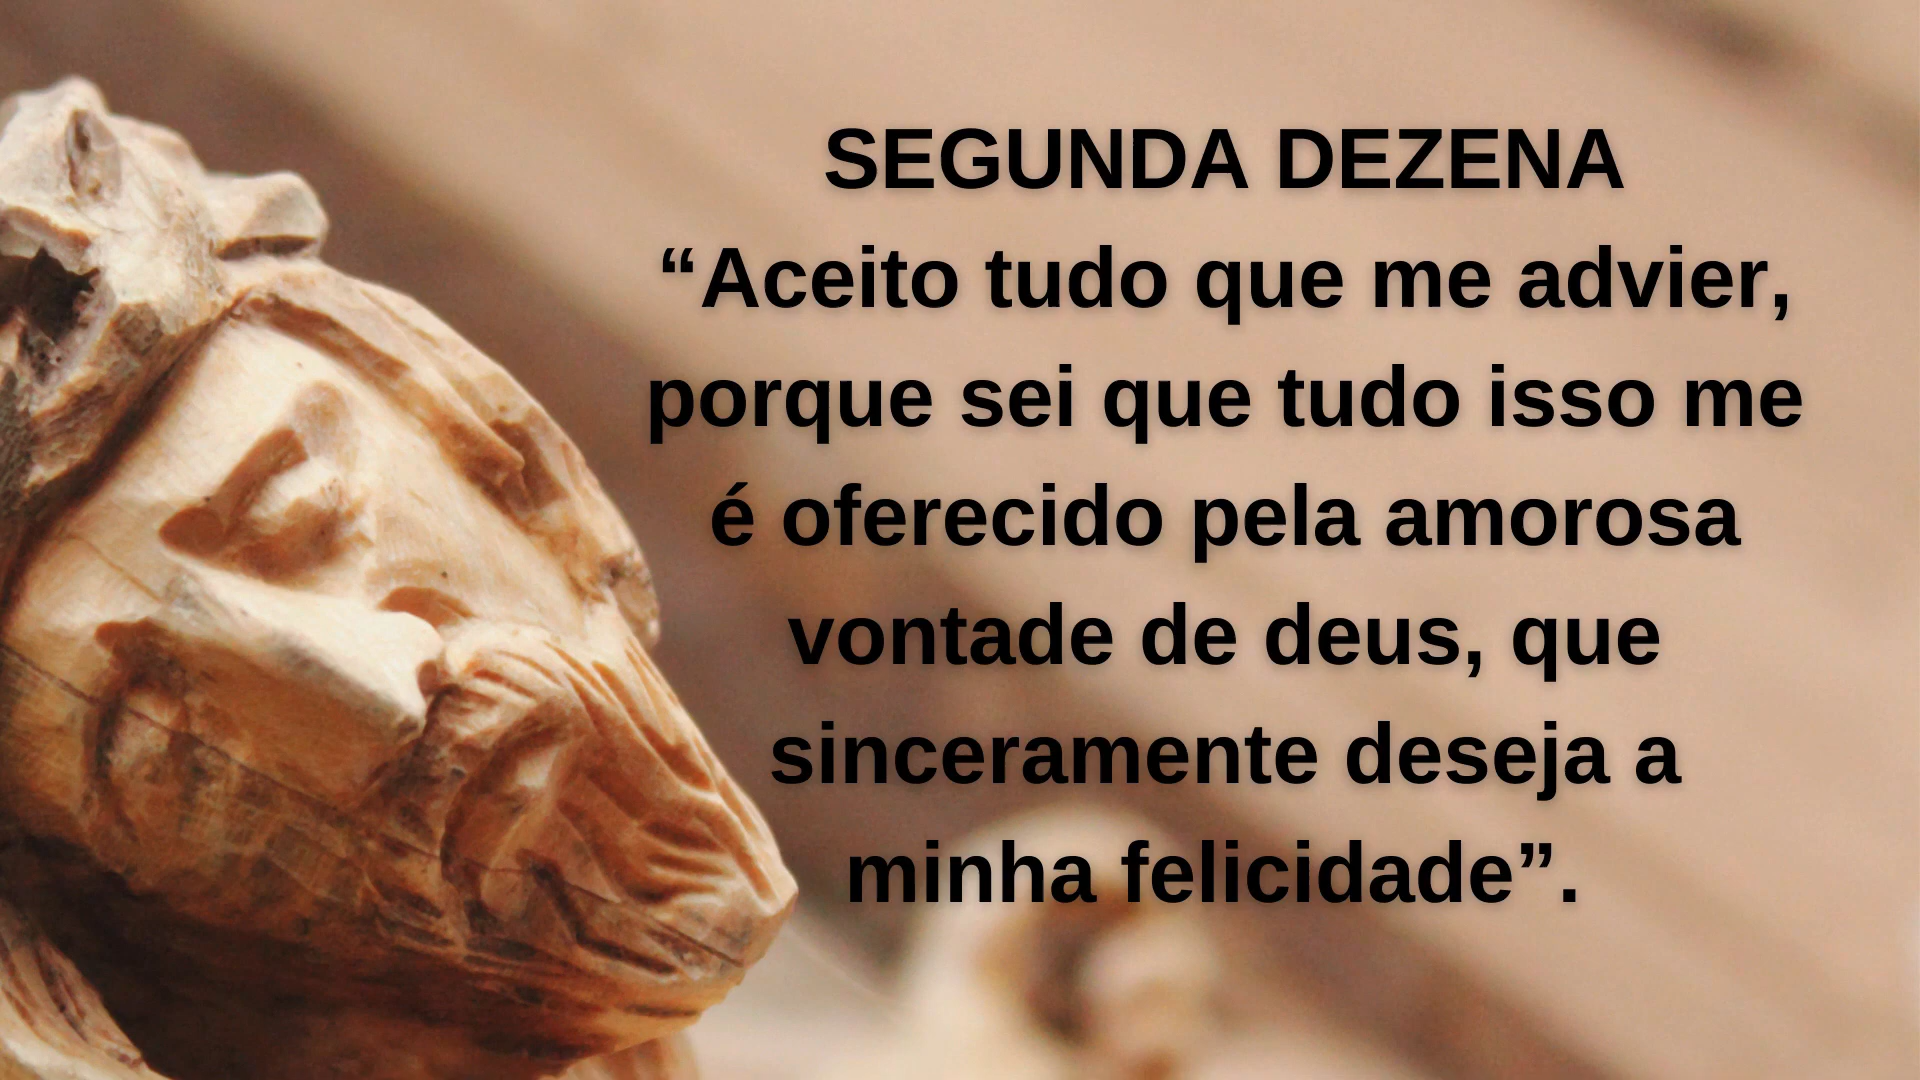 SEGUNDA DEZENA
“Aceito tudo que me advier,
porque sei que tudo isso me
é oferecido pela amorosa
vontade de deus, que
sinceramente deseja a
minha felicidade”.